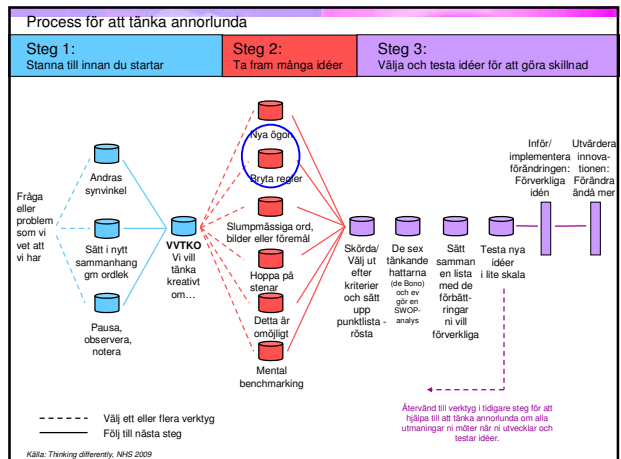 Process för att tänka annorlunda
Steg 1:
Stanna till innan du startar
Steg 2:
Ta fram många idéer
Steg 3:
Välja och testa idéer för att göra skillnad
Fråga
eller
problem
som vi
vet att
vi har
Andras
synvinkel
Sätt i nytt
sammanhang
gm ordlek
Pausa,
observera,
notera
VVTKO
Vi vill
tänka
kreativt
om…
Nya ögon
Bryta regler
Slumpmässiga ord,
bilder eller föremål
Hoppa på
stenar
Detta är
omöjligt
Mental
benchmarking
Skörda/
Välj ut
efter
kriterier
och sätt
upp
punktlista -
rösta
De sex
tänkande
hattarna
(de Bono)
och ev
gör en
SWOP-
analys
Sätt
samman
en lista
med de
förbätt-
ringar
ni vill
förverkliga
Testa nya
idéer
i lite skala
Inför/
implementera
förändringen:
Förverkliga
idén
Utvärdera
innova-
tionen:
Förändra
ändå mer
Återvänd till verktyg i tidigare steg för att
hjälpa till att tänka annorlunda om alla
utmaningar ni möter när ni utvecklar och
testar idéer.
Välj ett eller flera verktyg
Följ till nästa steg
Källa: Thinking differently, NHS 2009